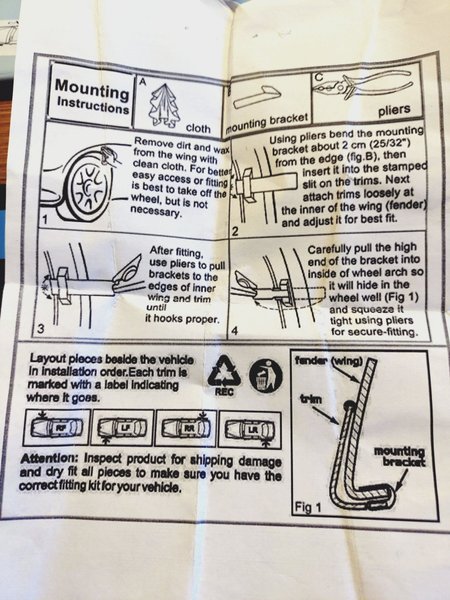 Mounting
Instructions
A
cloth
B
mounting bracket
C
pliers
Remove dirt and wax
from the wing with
clean cloth. For better
easy access or fitting
is best to take off the
wheel, but is not
necessary.
1
Using pliers bend the mounting
bracket about 2 cm (25/32")
from the edge (fig.B), then
insert it into the stamped
slit on the trims. Next
attach trims loosely at
the inner of the wing (fender)
and adjust it for best fit.
2
After fitting,
use pliers to pull
brackets to the
edges of inner
wing and trim
until
it hooks proper.
3
Carefully pull the high
end of the bracket into
inside of wheel arch so
it will hide in the
wheel well (Fig 1)
and squeeze it
tight using pliers
for secure-fitting.
4
Layout pieces beside the vehicle
in installation order.Each trim is
marked with a label indicating
where it goes.
REC
RF
LF
RR
LR
Attention: Inspect product for shipping damage
and dry fit all pieces to make sure you have the
correct fitting kit for your vehicle.
fender (wing)
trim
mounting
bracket
Fig 1